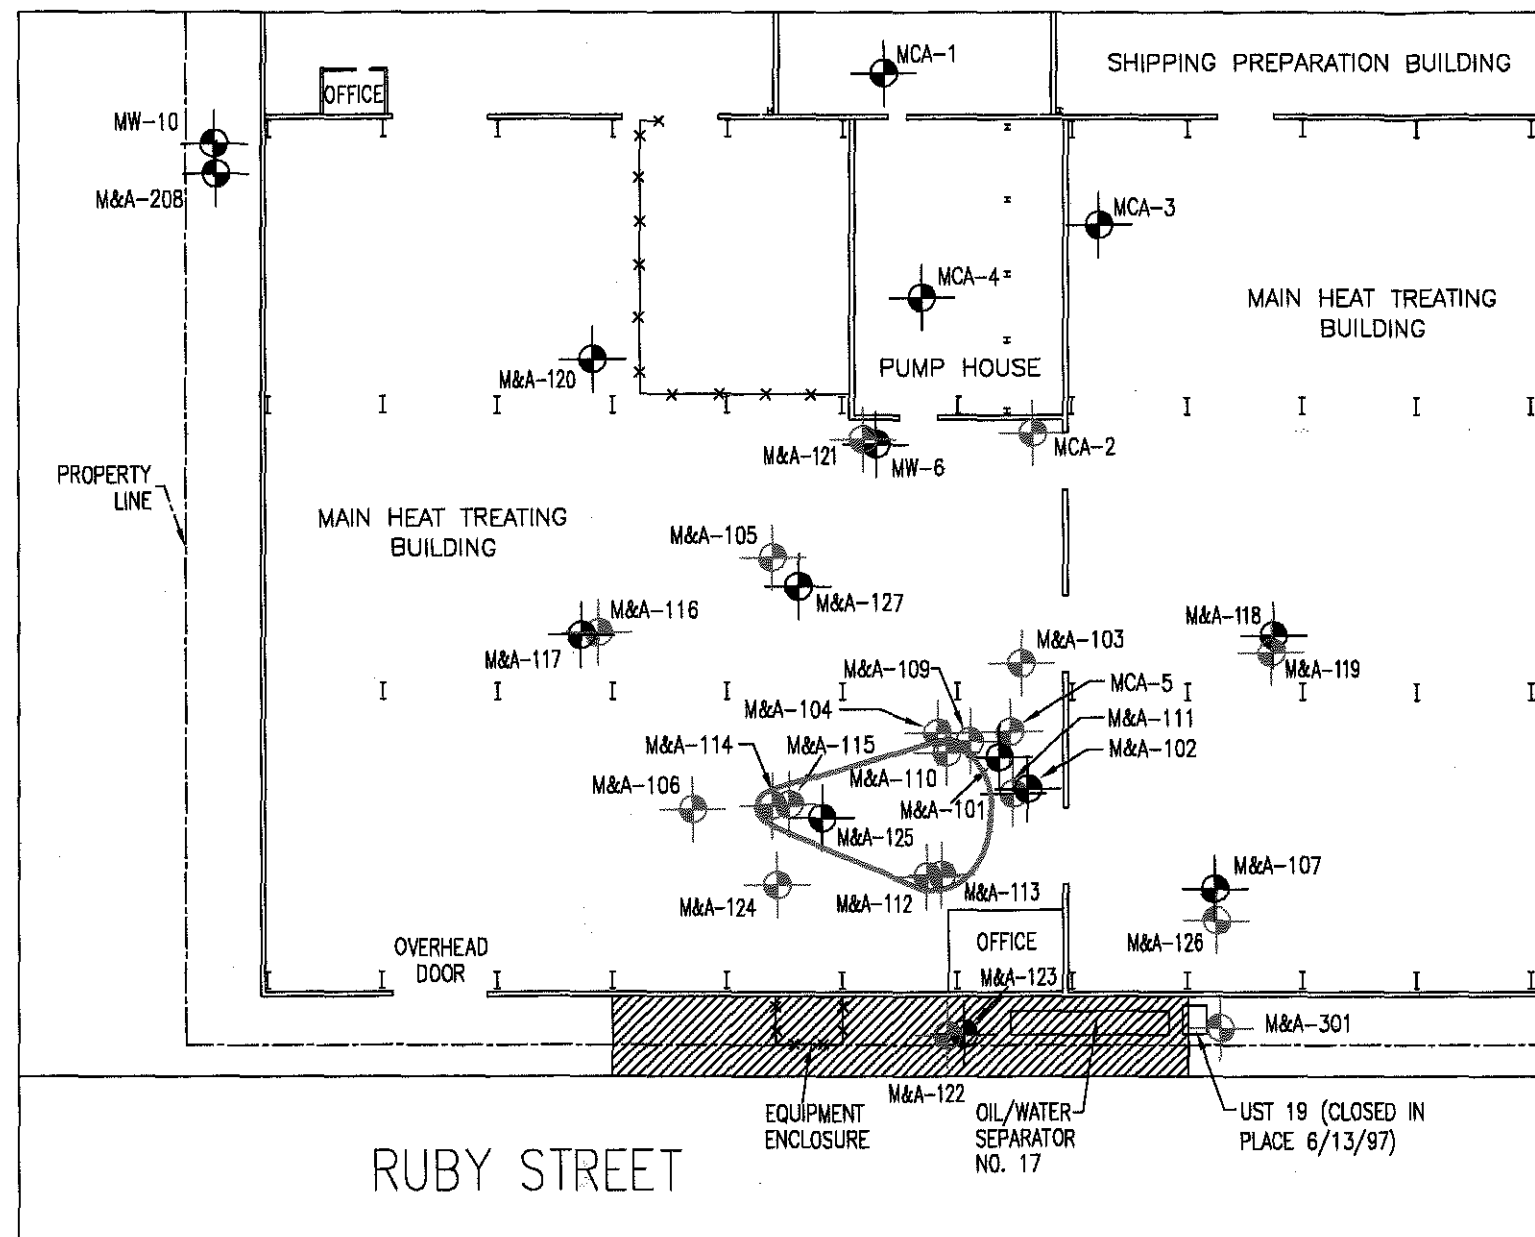 MCA-1
SHIPPING PREPARATION BUILDING
OFFICE
MW-10
M&A-208
MCA-3
MCA-4
MAIN HEAT TREATING
BUILDING
PUMP HOUSE
M&A-120
M&A-121
MW-6
MCA-2
PROPERTY
LINE
MAIN HEAT TREATING
BUILDING
M&A-105
M&A-127
M&A-116
M&A-117
M&A-118
M&A-119
M&A-103
M&A-109
MCA-5
M&A-104
M&A-111
M&A-114
M&A-115
M&A-102
M&A-110
M&A-106
M&A-101
M&A-125
M&A-107
M&A-124
M&A-112
M&A-113
M&A-126
OVERHEAD
DOOR
OFFICE
M&A-123
M&A-301
M&A-122
EQUIPMENT
ENCLOSURE
OIL/WATER
SEPARATOR
NO. 17
UST 19 (CLOSED IN
PLACE 6/13/97)
RUBY STREET